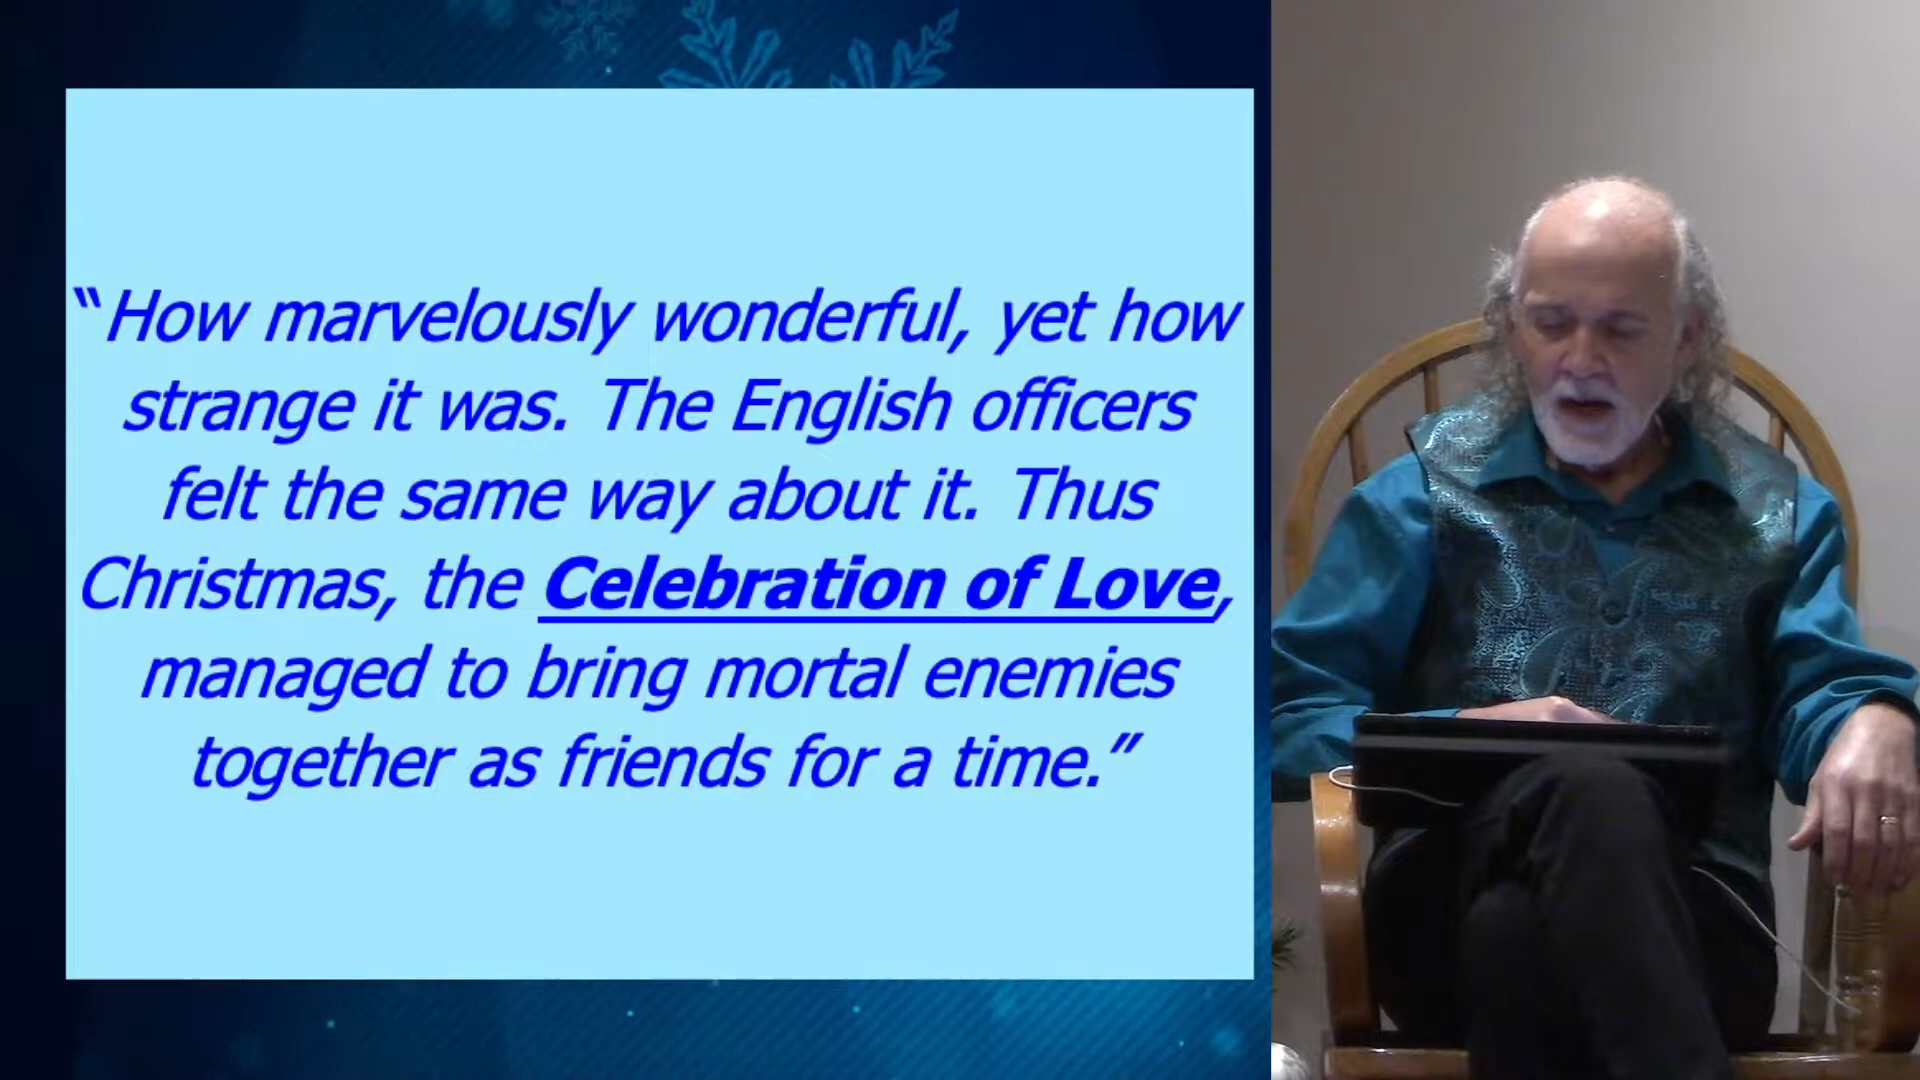 “How marvelously wonderful, yet how
strange it was. The English officers
felt the same way about it. Thus
Christmas, the Celebration of Love,
managed to bring mortal enemies
together as friends for a time.”